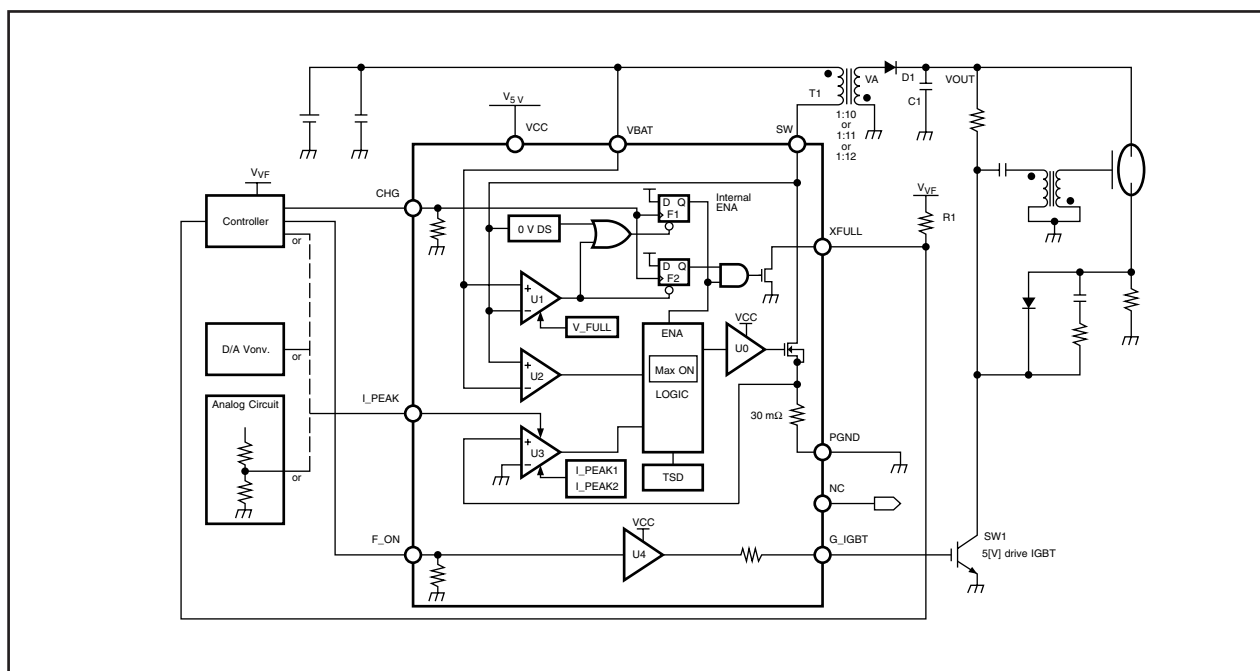 V5 V
VCC
VBAT
SW
T1
VA
D1
C1
VOUT
1:10
or
1:11
or
1:12
VVF
Controller
or
CHG
0 V DS
D Q
F1
Internal
ENA
VVF
R1
XFULL
D Q
F2
+
U1
−
V_FULL
ENA
Max ON
LOGIC
VCC
U0
D/A Vonv.
or
+
U2
−
I_PEAK
Analog Circuit
or
+
U3
−
I_PEAK1
I_PEAK2
TSD
30 mΩ
PGND
NC
F_ON
VCC
U4
G_IGBT
SW1
5[V] drive IGBT